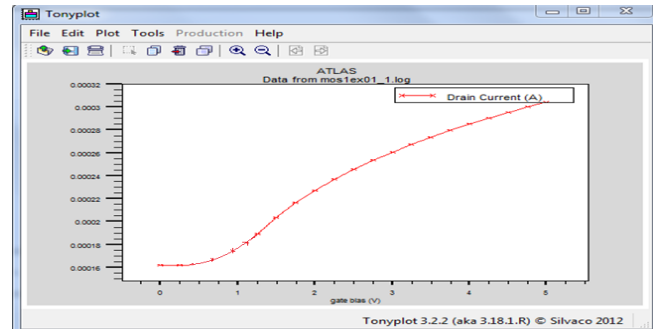 Tonyplot
File Edit Plot Tools Production Help
ATLAS
Data from mos1ex01_1.log
Drain Current (A)
0.00032
0.0003
0.00028
0.00026
0.00024
0.00022
0.0002
0.00018
0.00016
0 1 2 3 4 5
gate bias (V)
Tonyplot 3.2.2 (aka 3.18.1.R) © Silvaco 2012